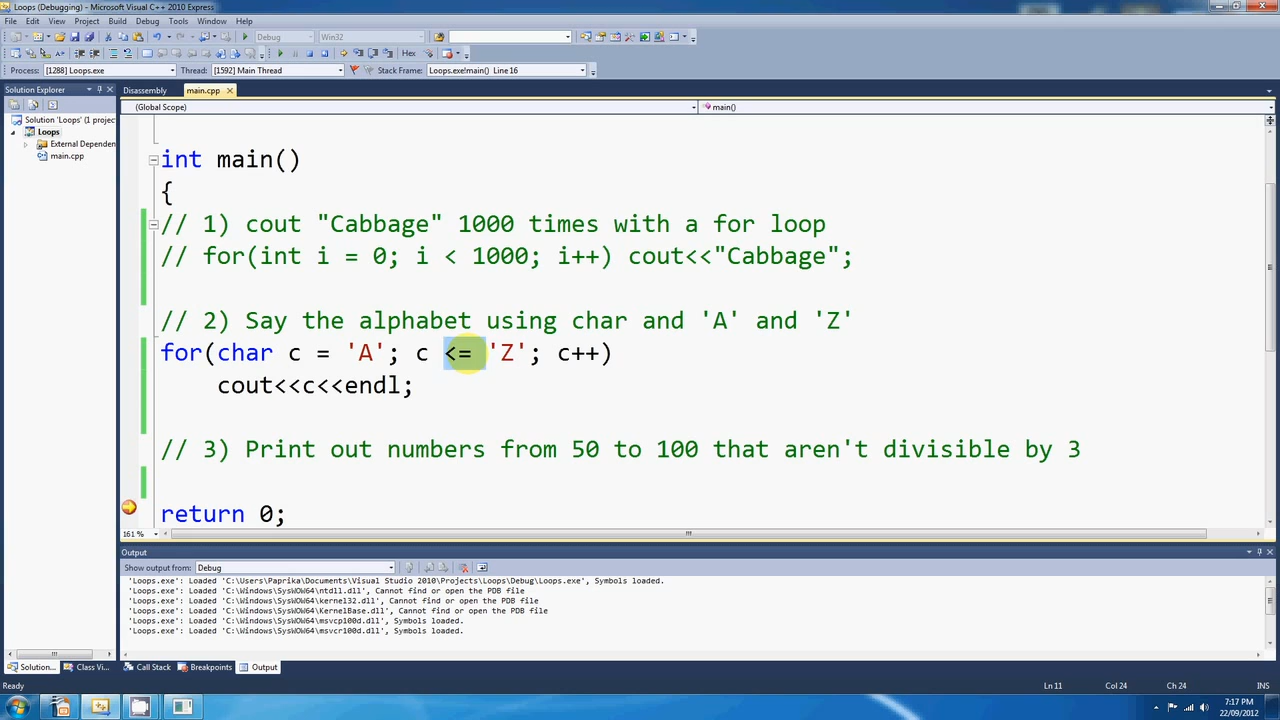 Loops (Debugging) - Microsoft Visual C++ 2010 Express
File Edit View Project Build Debug Tools Window Help
Debug Win32
Hex
Process: [1288] Loops.exe Thread: [1592] Main Thread Stack Frame: Loops.exe!main() Line 16
Solution Explorer
Disassembly main.cpp
(Global Scope) main()
Solution 'Loops' (1 projec
Loops
External Dependen
main.cpp
int main()
{
// 1) cout "Cabbage" 1000 times with a for loop
// for(int i = 0; i < 1000; i++) cout<<"Cabbage";
// 2) Say the alphabet using char and 'A' and 'Z'
for(char c = 'A'; c <= 'Z'; c++)
cout<<c<<endl;
// 3) Print out numbers from 50 to 100 that aren't divisible by 3
return 0;
161 %
Output
Show output from: Debug
'Loops.exe': Loaded 'C:\Users\Paprika\Documents\Visual Studio 2010\Projects\Loops\Debug\Loops.exe', Symbols loaded.
'Loops.exe': Loaded 'C:\Windows\SysWOW64\ntdll.dll', Cannot find or open the PDB file
'Loops.exe': Loaded 'C:\Windows\SysWOW64\kernel32.dll', Cannot find or open the PDB file
'Loops.exe': Loaded 'C:\Windows\SysWOW64\KernelBase.dll', Cannot find or open the PDB file
'Loops.exe': Loaded 'C:\Windows\SysWOW64\msvcp100d.dll', Symbols loaded.
'Loops.exe': Loaded 'C:\Windows\SysWOW64\msvcr100d.dll', Symbols loaded.
Solution... Class Vi... Call Stack Breakpoints Output
Ready Ln 11 Col 24 Ch 24 INS
7:17 PM
22/09/2012